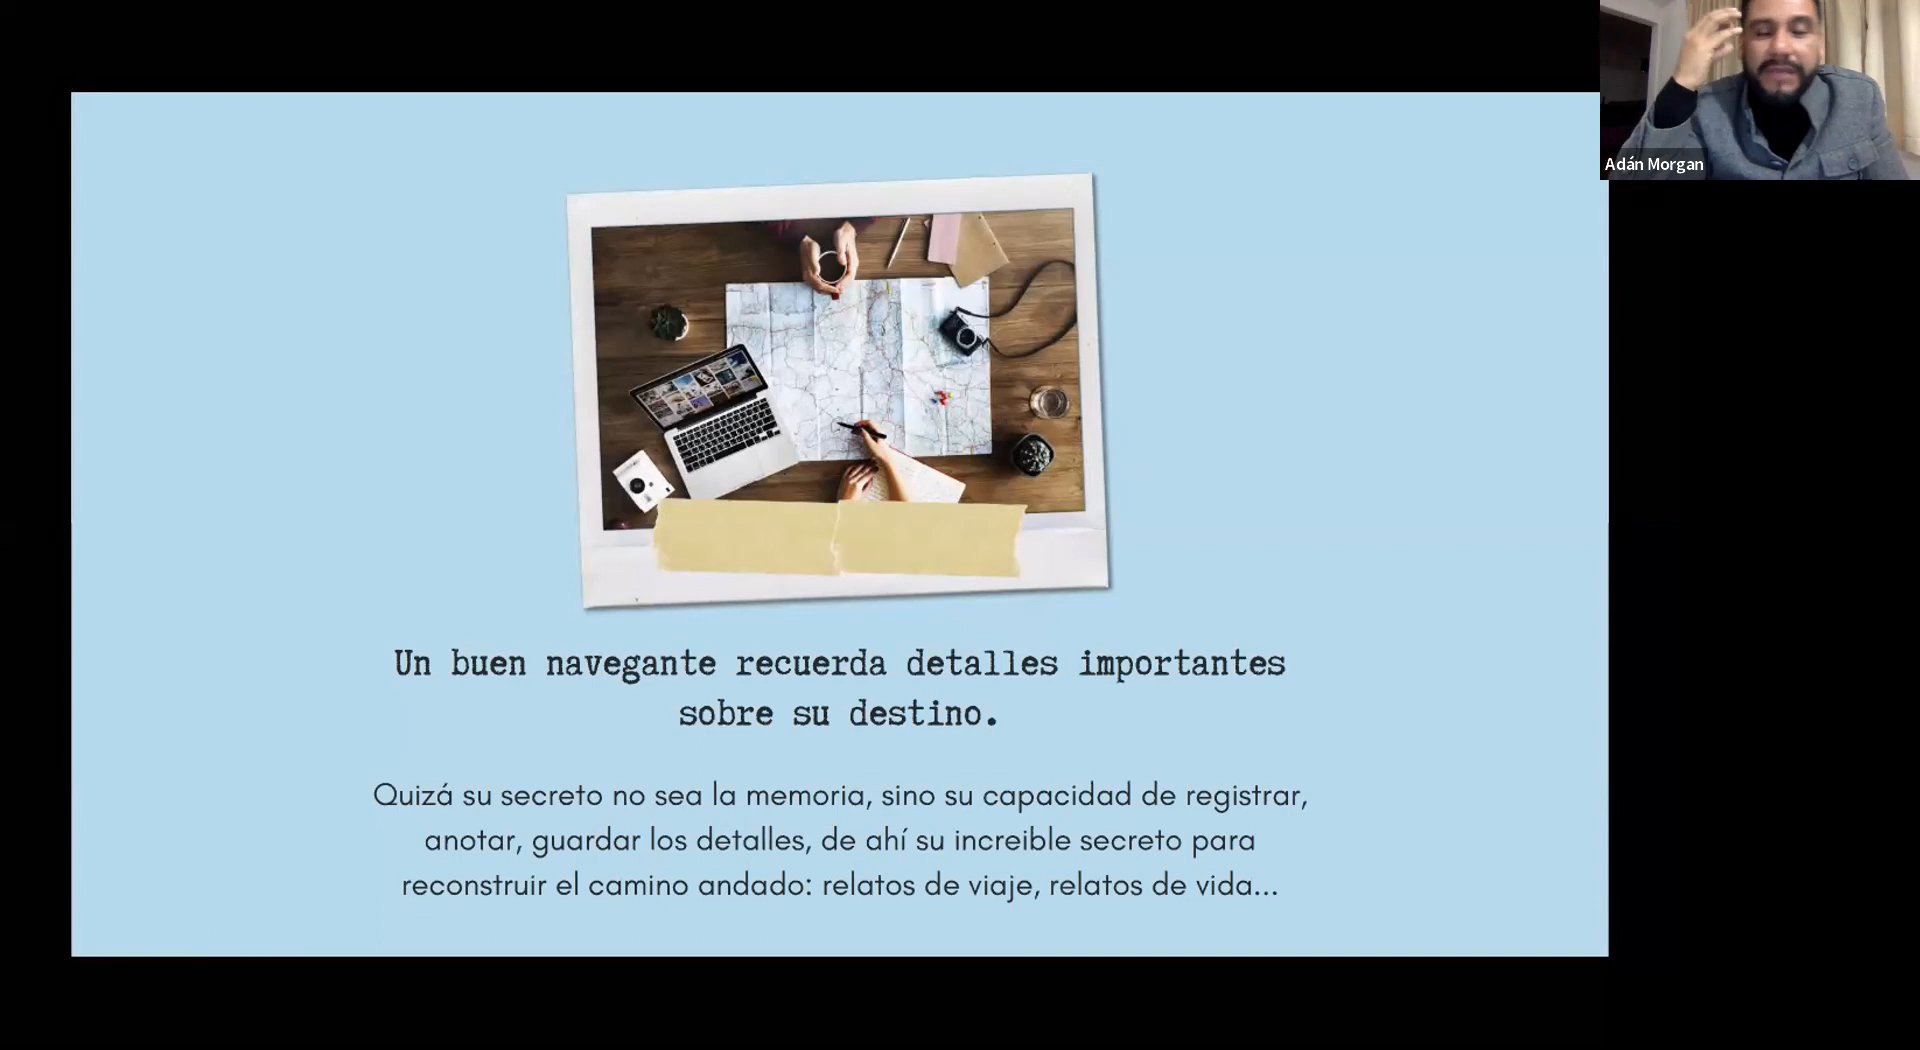 Adán Morgan
Un buen navegante recuerda detalles importantes
sobre su destino.
Quizá su secreto no sea la memoria, sino su capacidad de registrar,
anotar, guardar los detalles, de ahí su increible secreto para
reconstruir el camino andado: relatos de viaje, relatos de vida...